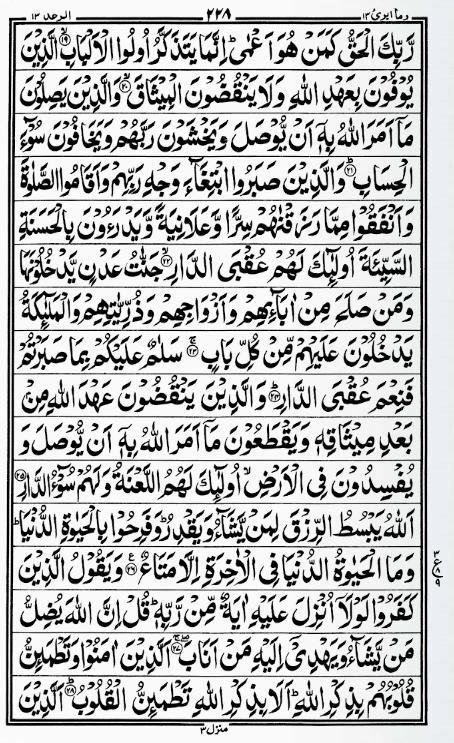 وما ابرئ ١٣ ٢٢٨ الرعد ١٣
رَّبِّكَ الْحَقُّ كَمَنْ هُوَ اَعْمٰىؕ اِنَّمَا يَتَذَكَّرُ اُولُوا الْاَلْبَابِ ۙ۱۹ الَّذِيْنَ
يُوْفُوْنَ بِعَهْدِ اللّٰهِ وَلَا يَنْقُضُوْنَ الْمِيْثَاقَ ۙ۲۰ وَالَّذِيْنَ يَصِلُوْنَ
مَاۤ اَمَرَ اللّٰهُ بِهٖۤ اَنْ يُّوْصَلَ وَيَخْشَوْنَ رَبَّهُمْ وَيَخَافُوْنَ سُوْٓءَ
الْحِسَابِ ؕ۲۱ وَالَّذِيْنَ صَبَرُوا ابْتِغَآءَ وَجْهِ رَبِّهِمْ وَاَقَامُوا الصَّلٰوةَ
وَاَنْفَقُوْا مِمَّا رَزَقْنٰهُمْ سِرًّا وَّعَلَانِيَةً وَّيَدْرَءُوْنَ بِالْحَسَنَةِ
السَّيِّئَةَ اُولٰٓئِكَ لَهُمْ عُقْبَى الدَّارِ ۙ۲۲ جَنّٰتُ عَدْنٍ يَّدْخُلُوْنَهَا
وَمَنْ صَلَحَ مِنْ اٰبَآئِهِمْ وَاَزْوَاجِهِمْ وَذُرِّيّٰتِهِمْ وَالْمَلٰٓئِكَةُ
يَدْخُلُوْنَ عَلَيْهِمْ مِّنْ كُلِّ بَابٍ ۚ۲۳ سَلٰمٌ عَلَيْكُمْ بِمَا صَبَرْتُمْ
فَنِعْمَ عُقْبَى الدَّارِ ؕ۲۴ وَالَّذِيْنَ يَنْقُضُوْنَ عَهْدَ اللّٰهِ مِنْۢ
بَعْدِ مِيْثَاقِهٖ وَيَقْطَعُوْنَ مَاۤ اَمَرَ اللّٰهُ بِهٖۤ اَنْ يُّوْصَلَ وَ
يُفْسِدُوْنَ فِى الْاَرْضِ ۙ اُولٰٓئِكَ لَهُمُ اللَّعْنَةُ وَلَهُمْ سُوْٓءُ الدَّارِ ۲۵
اَللّٰهُ يَبْسُطُ الرِّزْقَ لِمَنْ يَّشَآءُ وَيَقْدِرُؕ وَفَرِحُوْا بِالْحَيٰوةِ الدُّنْيَاؕ
وَمَا الْحَيٰوةُ الدُّنْيَا فِى الْاٰخِرَةِ اِلَّا مَتَاعٌ ۲۶ وَيَقُوْلُ الَّذِيْنَ
كَفَرُوْا لَوْلَاۤ اُنْزِلَ عَلَيْهِ اٰيَةٌ مِّنْ رَّبِّهٖؕ قُلْ اِنَّ اللّٰهَ يُضِلُّ
مَنْ يَّشَآءُ وَيَهْدِىْۤ اِلَيْهِ مَنْ اَنَابَ ۲۷ اَلَّذِيْنَ اٰمَنُوْا وَتَطْمَئِنُّ
قُلُوْبُهُمْ بِذِكْرِ اللّٰهِؕ اَلَا بِذِكْرِ اللّٰهِ تَطْمَئِنُّ الْقُلُوْبُ ؕ۲۸ اَلَّذِيْنَ
منزل ٣